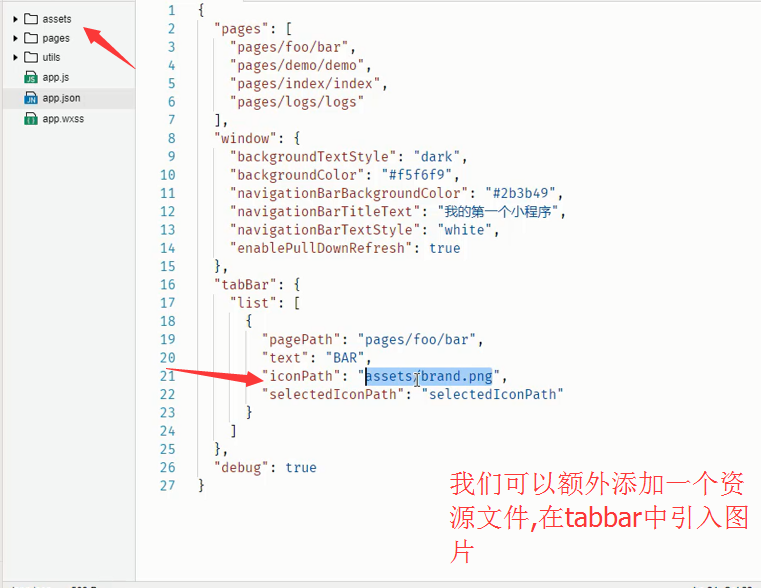 assets
pages
utils
app.js
app.json
app.wxss
1 {
2 "pages": [
3 "pages/foo/bar",
4 "pages/demo/demo",
5 "pages/index/index",
6 "pages/logs/logs"
7 ],
8 "window": {
9 "backgroundTextStyle": "dark",
10 "backgroundColor": "#f5f6f9",
11 "navigationBarBackgroundColor": "#2b3b49",
12 "navigationBarTitleText": "我的第一个小程序",
13 "navigationBarTextStyle": "white",
14 "enablePullDownRefresh": true
15 },
16 "tabBar": {
17 "list": [
18 {
19 "pagePath": "pages/foo/bar",
20 "text": "BAR",
21 "iconPath": "assets/brand.png",
22 "selectedIconPath": "selectedIconPath"
23 }
24 ]
25 },
26 "debug": true
27 }
我们可以额外添加一个资
源文件,在tabbar中引入图
片